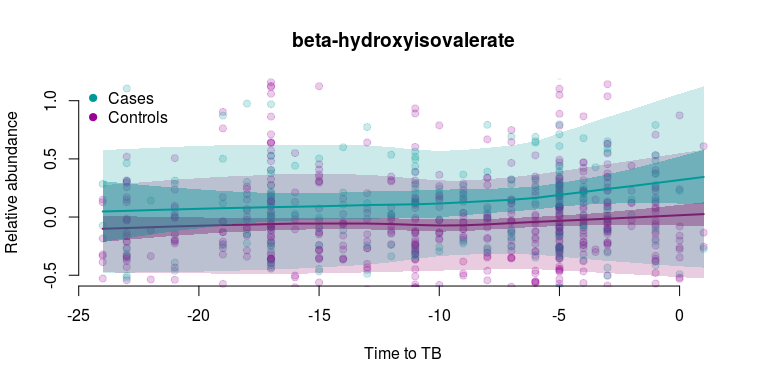 beta-hydroxyisovalerate
Cases
Controls
Relative abundance
1.0
0.5
0.0
-0.5
-25
-20
-15
-10
-5
0
Time to TB